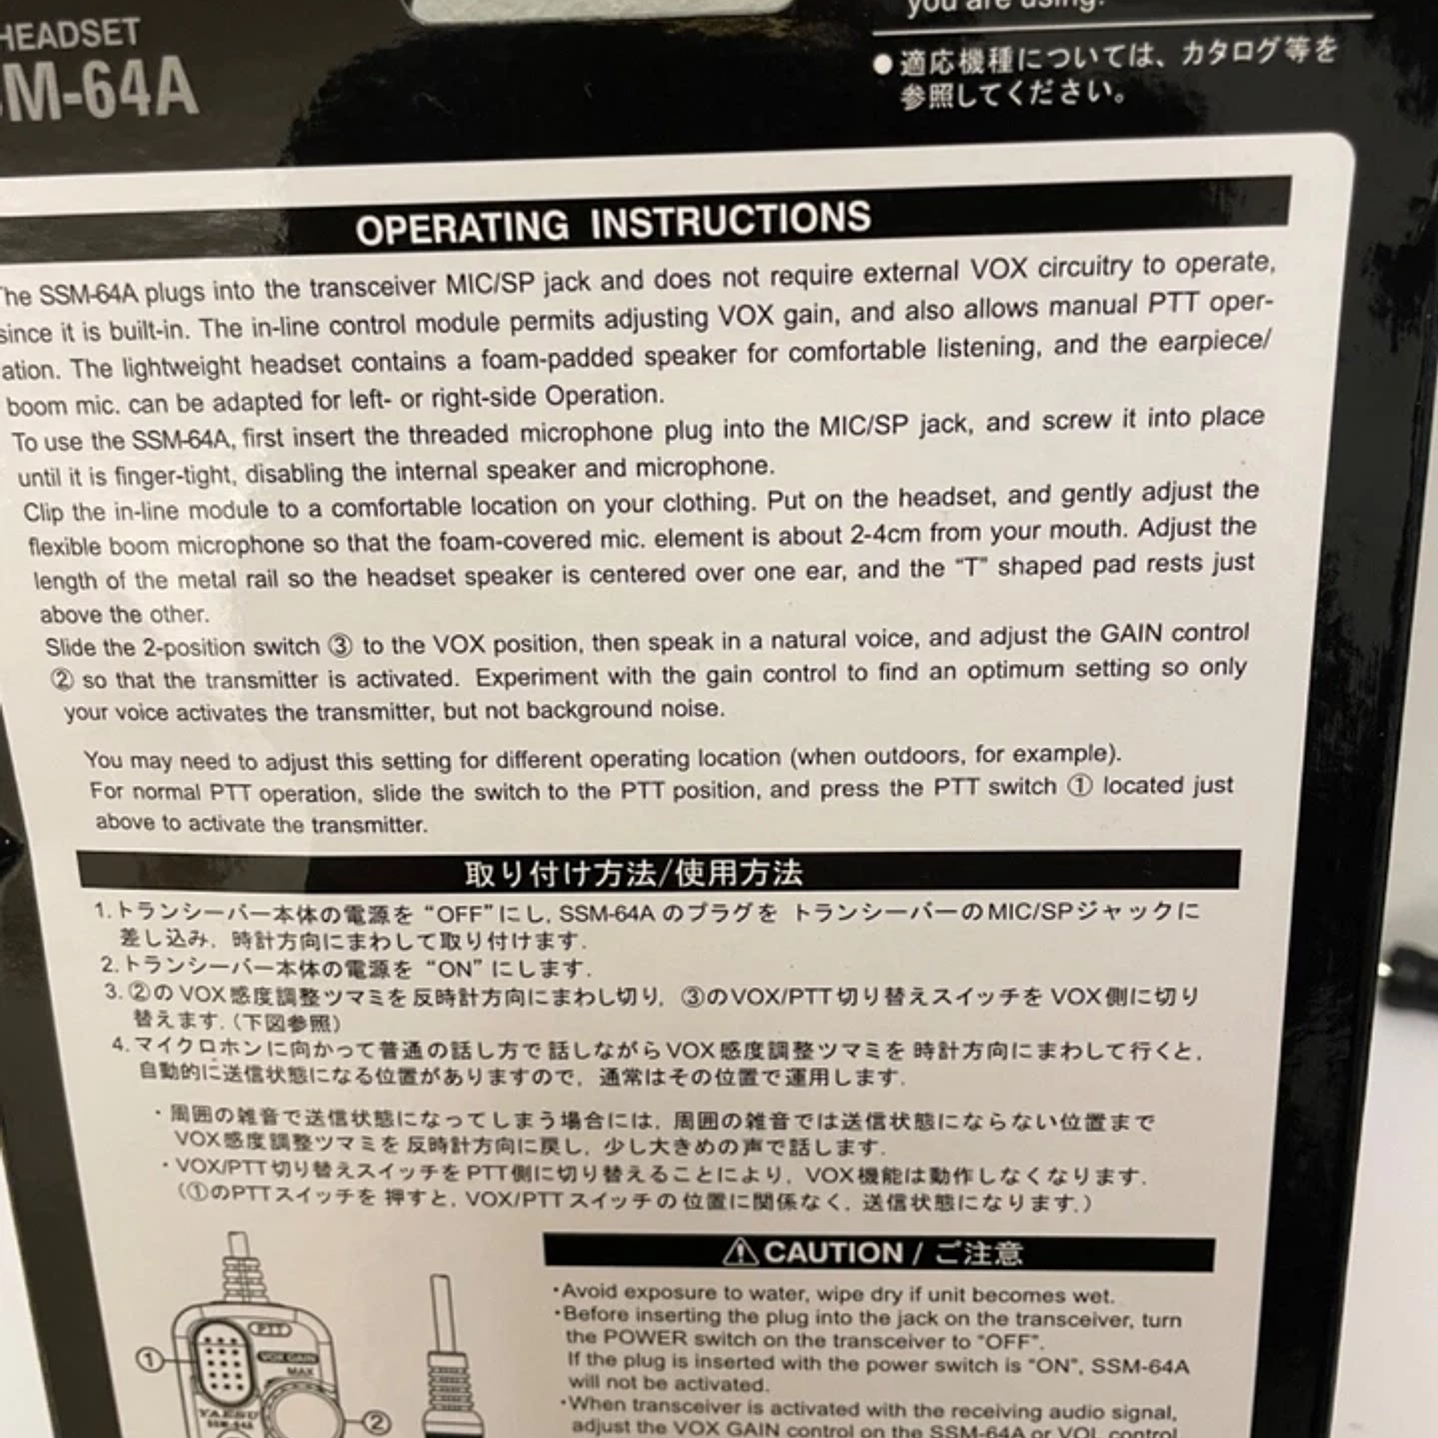 HEADSET
SM-64A
you are using.
●適応機種については、カタログ等を
参照してください。
OPERATING INSTRUCTIONS
The SSM-64A plugs into the transceiver MIC/SP jack and does not require external VOX circuitry to operate,
since it is built-in. The in-line control module permits adjusting VOX gain, and also allows manual PTT oper-
ation. The lightweight headset contains a foam-padded speaker for comfortable listening, and the earpiece/
boom mic. can be adapted for left- or right-side Operation.
To use the SSM-64A, first insert the threaded microphone plug into the MIC/SP jack, and screw it into place
until it is finger-tight, disabling the internal speaker and microphone.
Clip the in-line module to a comfortable location on your clothing. Put on the headset, and gently adjust the
flexible boom microphone so that the foam-covered mic. element is about 2-4cm from your mouth. Adjust the
length of the metal rail so the headset speaker is centered over one ear, and the “T” shaped pad rests just
above the other.
Slide the 2-position switch ③ to the VOX position, then speak in a natural voice, and adjust the GAIN control
② so that the transmitter is activated. Experiment with the gain control to find an optimum setting so only
your voice activates the transmitter, but not background noise.
You may need to adjust this setting for different operating location (when outdoors, for example).
For normal PTT operation, slide the switch to the PTT position, and press the PTT switch ① located just
above to activate the transmitter.
取り付け方法/使用方法
1.トランシーバー本体の電源を “OFF”にし, SSM-64A のプラグを トランシーバーのMIC/SPジャックに
差し込み, 時計方向にまわして取り付けます.
2.トランシーバー本体の電源を “ON” にします.
3.②の VOX感度調整ツマミを 反時計方向にまわし切り, ③のVOX/PTT切り替えスイッチを VOX側に切り
替えます.(下図参照)
4.マイクロホンに向かって普通の話し方で話しながらVOX感度調整ツマミを 時計方向にまわして行くと,
自動的に送信状態になる位置がありますので, 通常はその位置で運用します.
・周囲の雑音で送信状態になってしまう場合には, 周囲の雑音では送信状態にならない位置まで
VOX感度調整ツマミを 反時計方向に戻し, 少し大きめの声で話します.
・VOX/PTT切り替えスイッチを PTT側に切り替えることにより, VOX機能は動作しなくなります.
(①のPTTスイッチを 押すと, VOX/PTTスイッチの位置に関係なく, 送信状態になります.)
⚠CAUTION / ご注意
・Avoid exposure to water, wipe dry if unit becomes wet.
・Before inserting the plug into the jack on the transceiver, turn
the POWER switch on the transceiver to "OFF".
If the plug is inserted with the power switch is "ON", SSM-64A
will not be activated.
・When transceiver is activated with the receiving audio signal,
adjust the VOX GAIN control on the SSM-64A or VOL control
PTT
①
VOX GAIN
MAX
YAESU
SSM-64A
②